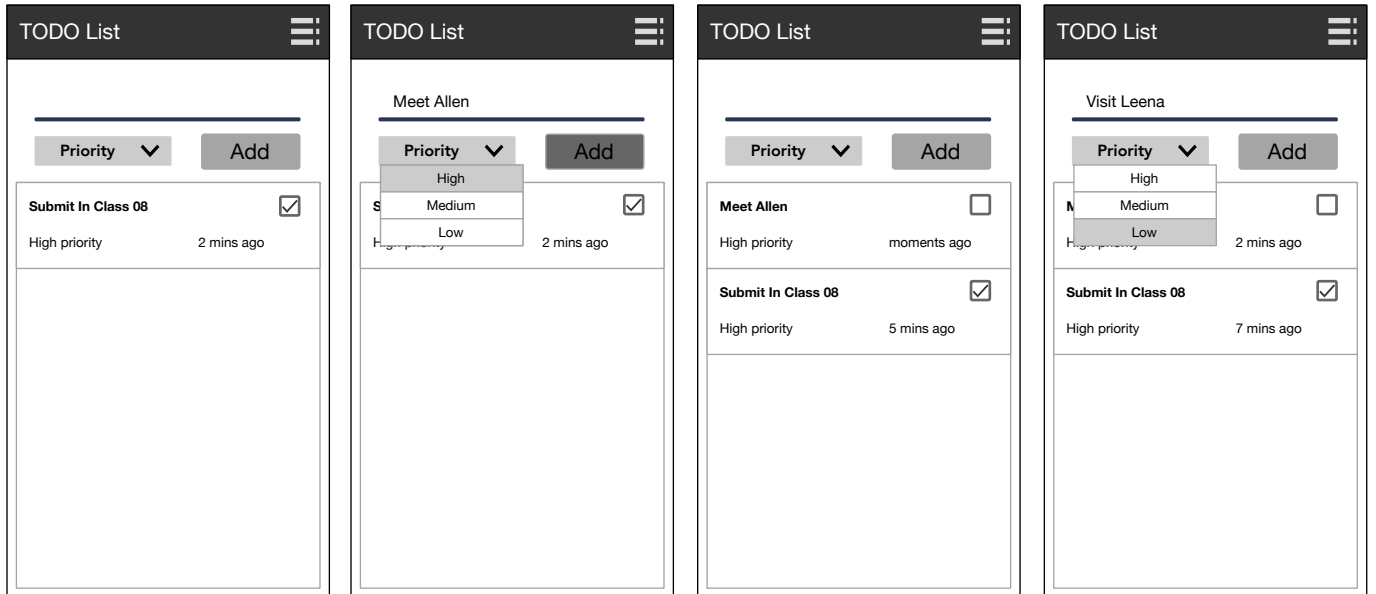 TODO List
Priority
Add
Submit In Class 08
High priority
2 mins ago
TODO List
Meet Allen
Priority
Add
High
Medium
Low
S
2 mins ago
TODO List
Priority
Add
Meet Allen
High priority
moments ago
Submit In Class 08
High priority
5 mins ago
TODO List
Visit Leena
Priority
Add
High
Medium
Low
2 mins ago
Submit In Class 08
High priority
7 mins ago